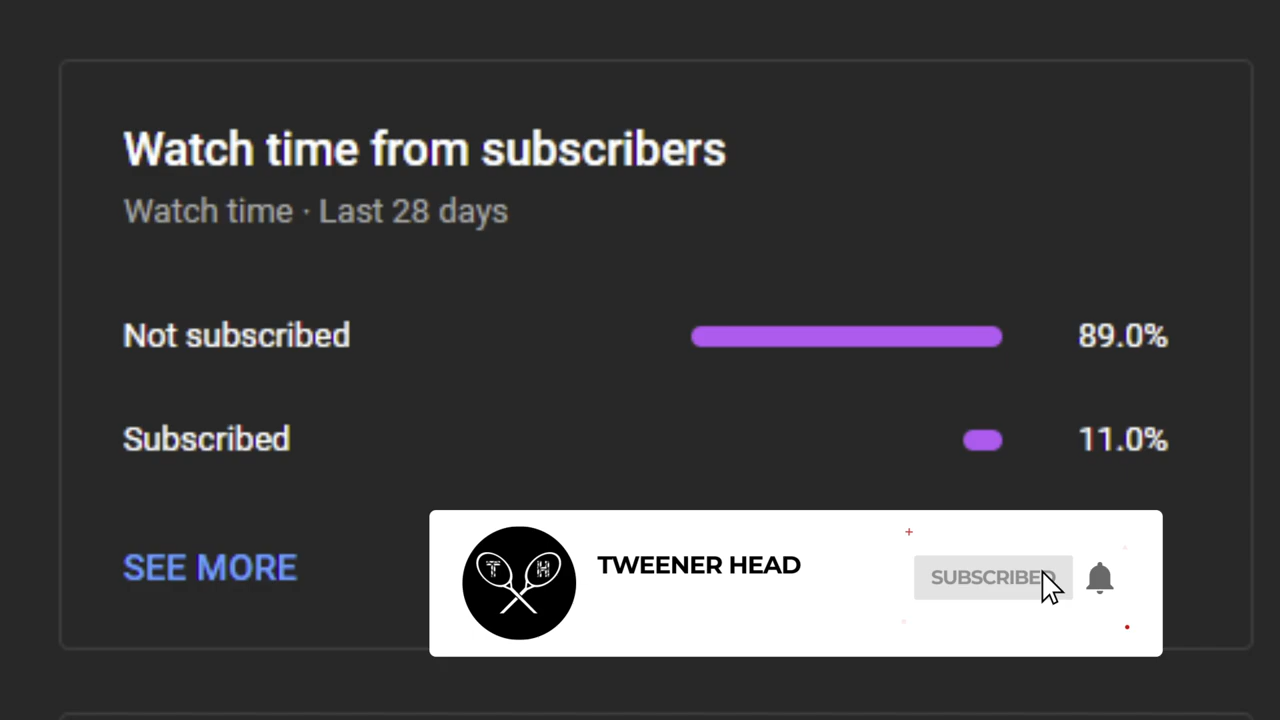 Watch time from subscribers
Watch time · Last 28 days
Not subscribed 89.0%
Subscribed 11.0%
SEE MORE
T H
TWEENER HEAD
SUBSCRIBED